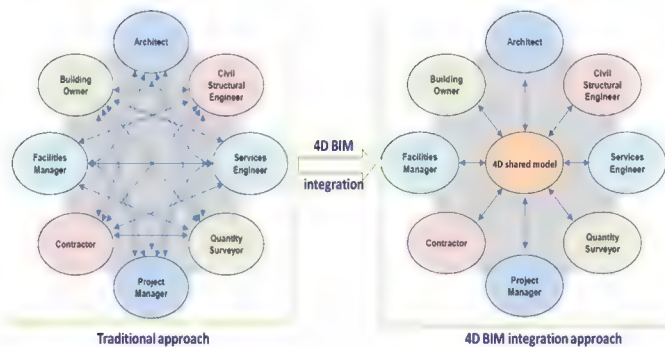 Architect
Building
Owner
Civil
Structural
Engineer
Facilities
Manager
Services
Engineer
Contractor
Quantity
Surveyor
Project
Manager
Traditional approach
4D BIM
integration
Architect
Building
Owner
Civil
Structural
Engineer
Facilities
Manager
4D shared model
Services
Engineer
Contractor
Quantity
Surveyor
Project
Manager
4D BIM integration approach